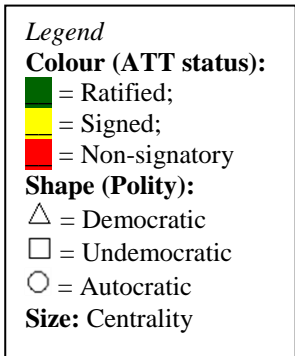 Legend
Colour (ATT status):
= Ratified;
= Signed;
= Non-signatory
Shape (Polity):
= Democratic
= Undemocratic
= Autocratic
Size: Centrality